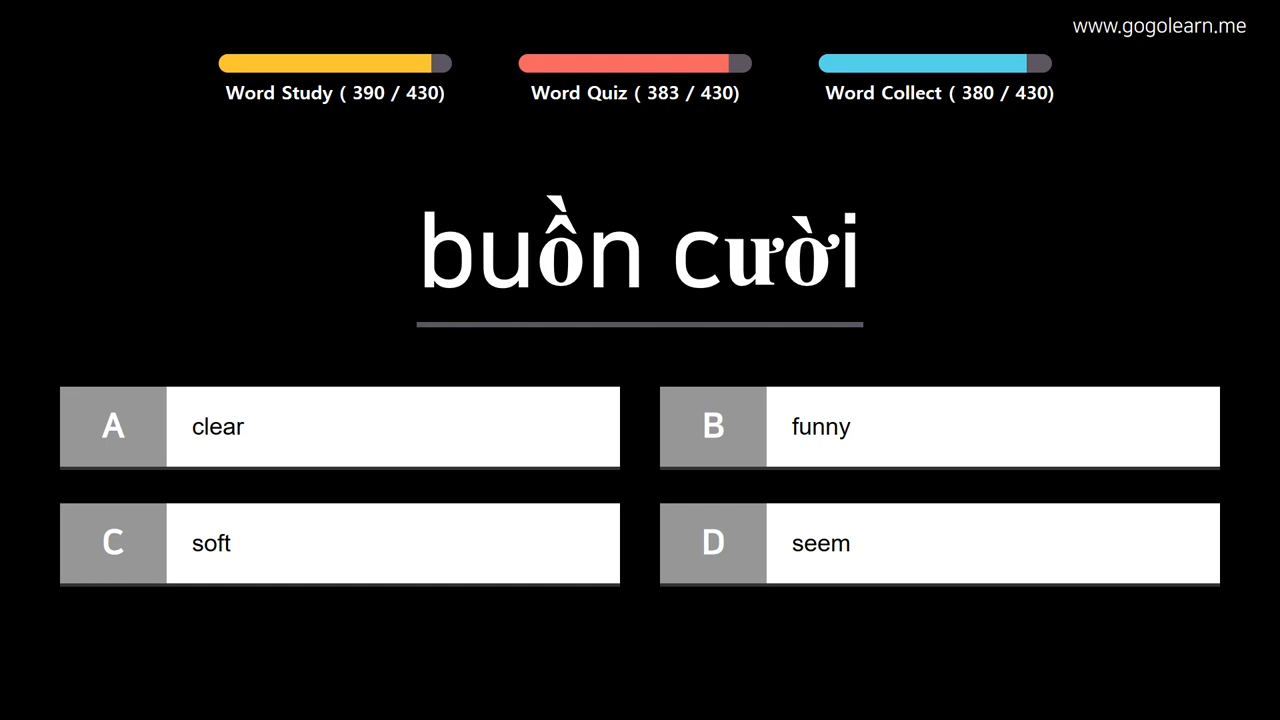 www.gogolearn.me
Word Study ( 390 / 430)
Word Quiz ( 383 / 430)
Word Collect ( 380 / 430)
buồn cười
A clear
B funny
C soft
D seem